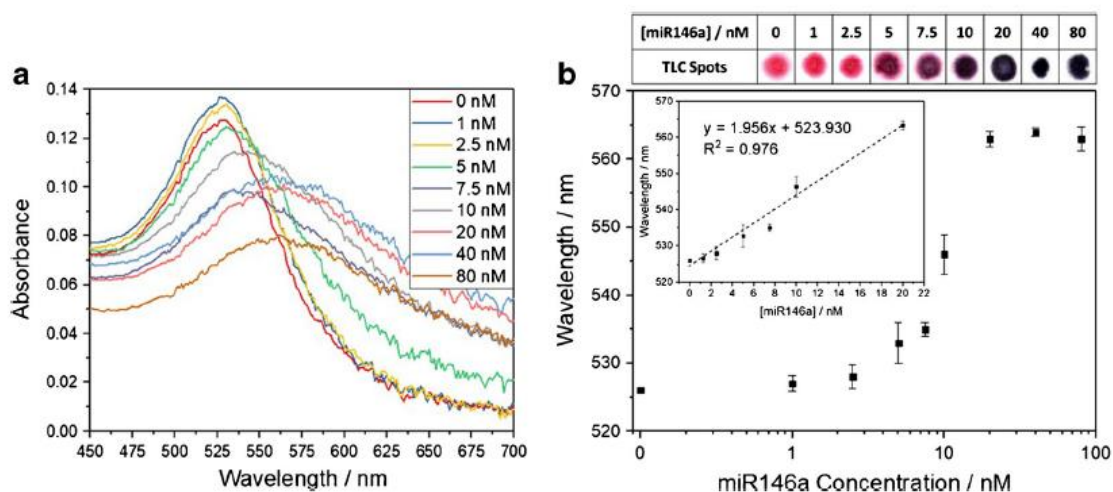 a
0.14
0.12
0.10
0.08
0.06
0.04
0.02
0.00
Absorbance
450 475 500 525 550 575 600 625 650 675 700
Wavelength / nm
0 nM
1 nM
2.5 nM
5 nM
7.5 nM
10 nM
20 nM
40 nM
80 nM
[miR146a] / nM 0 1 2.5 5 7.5 10 20 40 80
TLC Spots
b
570
560
550
540
530
520
Wavelength / nm
0 1 10 100
miR146a Concentration / nM
y = 1.956x + 523.930
R² = 0.976
570
560
550
540
530
520
Wavelength / nm
0 2 4 6 8 10 12 14 16 18 20 22
[miR146a] / nM